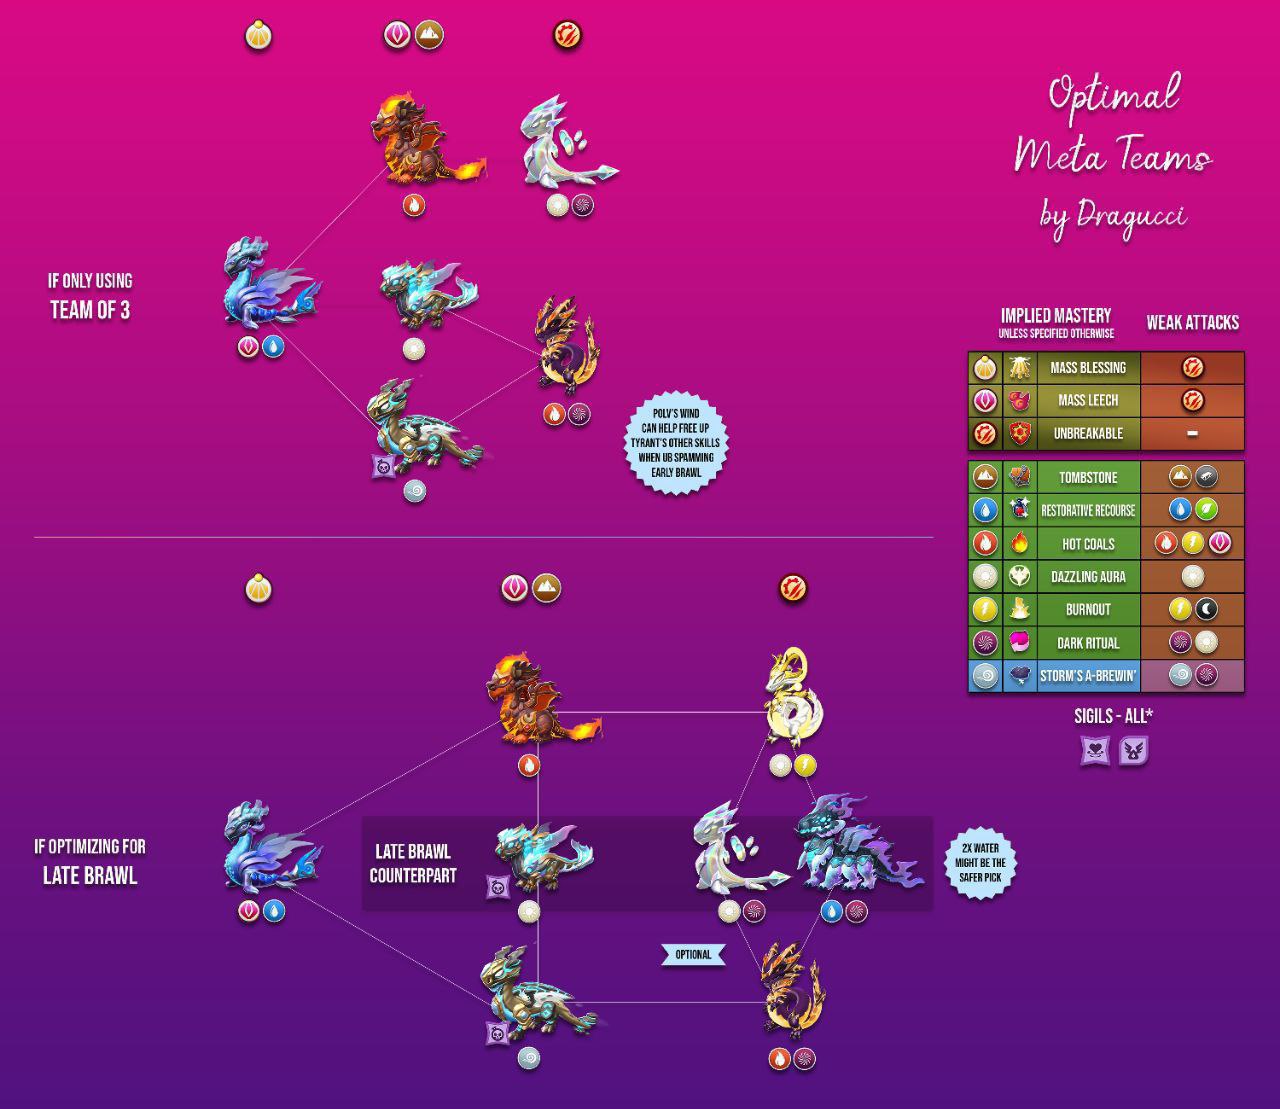 Optimal
Meta Teams
by Dragucci
IF ONLY USING
TEAM OF 3
POLY'S WIND
CAN HELP FREE UP
TYRANT'S OTHER SKILLS
WHEN UB SPAMMING
EARLY BRAWL
IMPLIED MASTERY
UNLESS SPECIFIED OTHERWISE
WEAK ATTACKS
MASS BLESSING
MASS LEECH
UNBREAKABLE
-
TOMBSTONE
RESTORATIVE RECOURSE
HOT COALS
DAZZLING AURA
BURNOUT
DARK RITUAL
STORM'S A-BREWIN'
SIGILS - ALL*
IF OPTIMIZING FOR
LATE BRAWL
LATE BRAWL
COUNTERPART
2X WATER
MIGHT BE THE
SAFER PICK
OPTIONAL